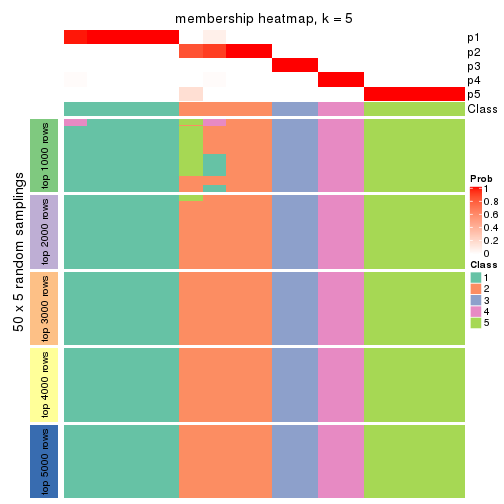 membership heatmap, k = 5
p1
p2
p3
p4
p5
Class
50 x 5 random samplings
top 1000 rows
top 2000 rows
top 3000 rows
top 4000 rows
top 5000 rows
Prob
1
0.8
0.6
0.4
0.2
0
Class
1
2
3
4
5